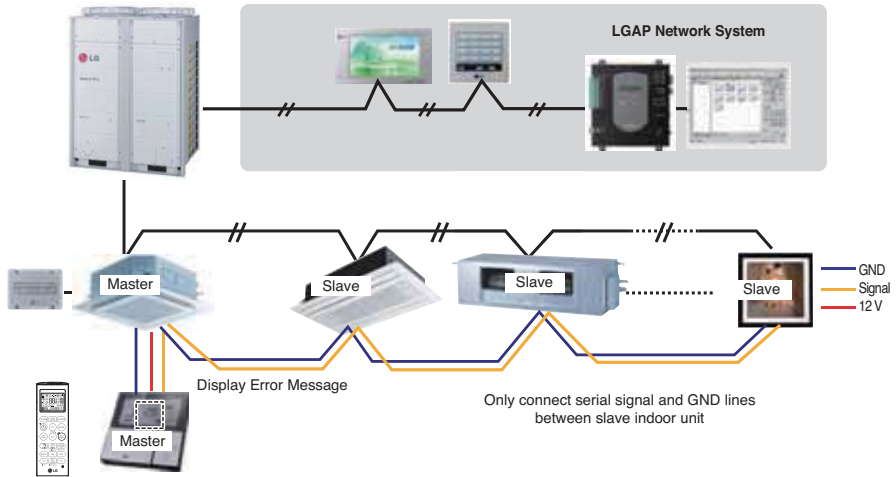 LG
LGAP Network System
Master
Slave
Slave
Slave
GND
Signal
12 V
Display Error Message
Only connect serial signal and GND lines
between slave indoor unit
Master
LG